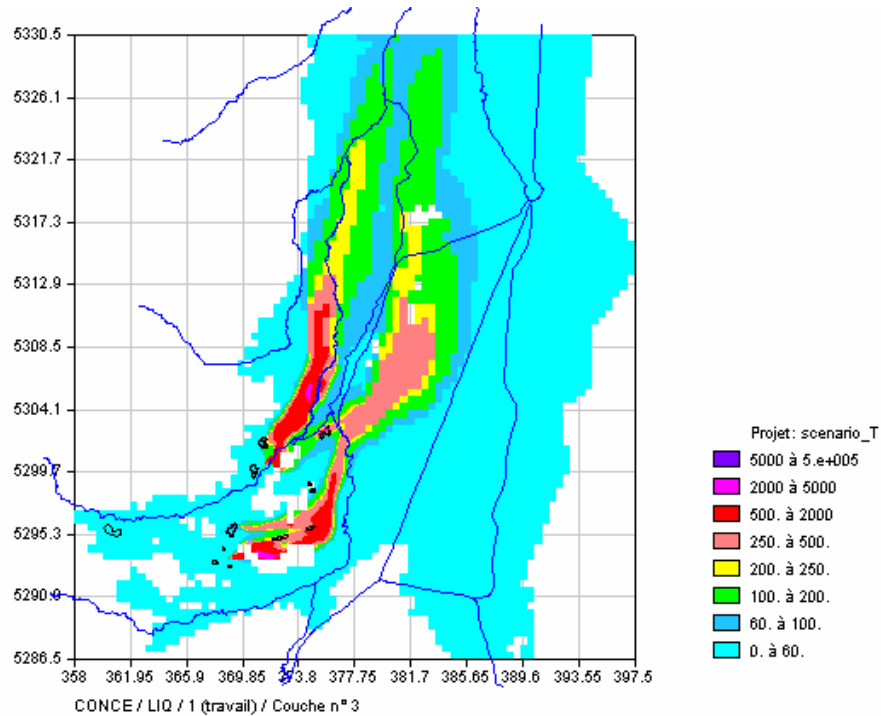 5330.5
5326.1
5321.7
5317.3
5312.9
5308.5
5304.1
5299.7
5295.3
5290.9
5286.5
358 361.95 365.9 369.85 373.8 377.75 381.7 385.65 389.6 393.55 397.5
CONCE / LIQ / 1 (travail) / Couche n° 3
Projet: scenario_T
5000 à 5.e+005
2000 à 5000
500. à 2000
250. à 500.
200. à 250.
100. à 200.
60. à 100.
0. à 60.